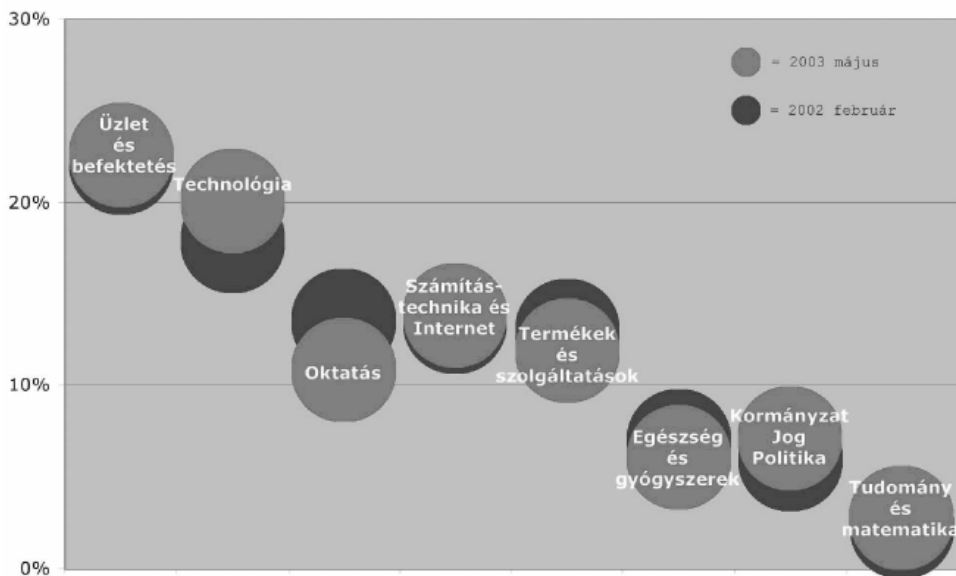 30%
20%
10%
0%
= 2003 május
= 2002 február
Üzlet
és
befektetés
Technológia
Oktatás
Számítás-
technika és
Internet
Termékek
és
szolgáltatások
Egészség
és
gyógyszerek
Kormányzat
Jog
Politika
Tudomány
és
matematika